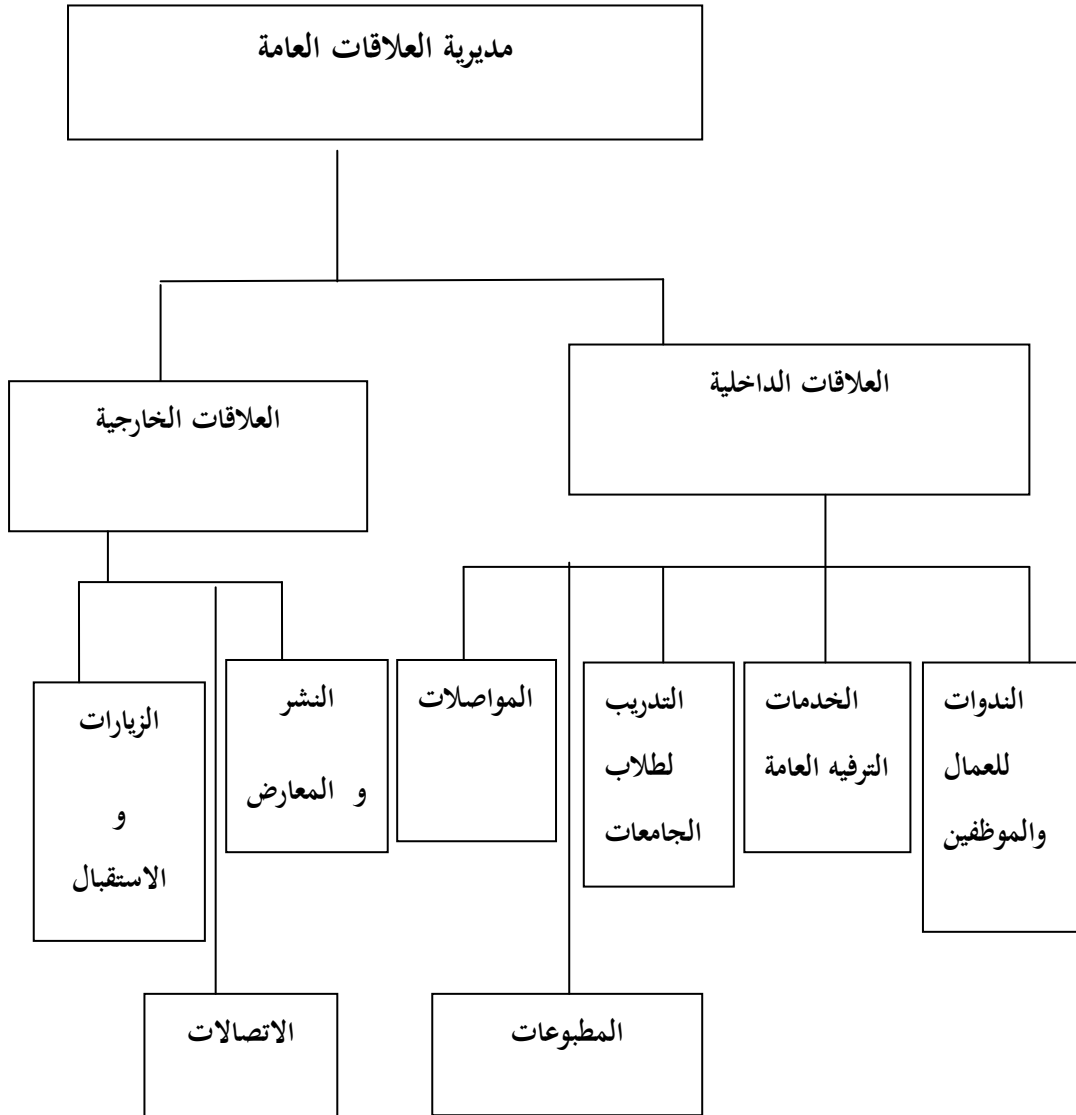 مديرية العلاقات العامة
العلاقات الداخلية
العلاقات الخارجية
الندوات
للعمال
والموظفين
الخدمات
الترفيه العامة
التدريب
لطلاب
الجامعات
المواصلات
النشر
و المعارض
الزيارات
و
الاستقبال
المطبوعات
الاتصالات